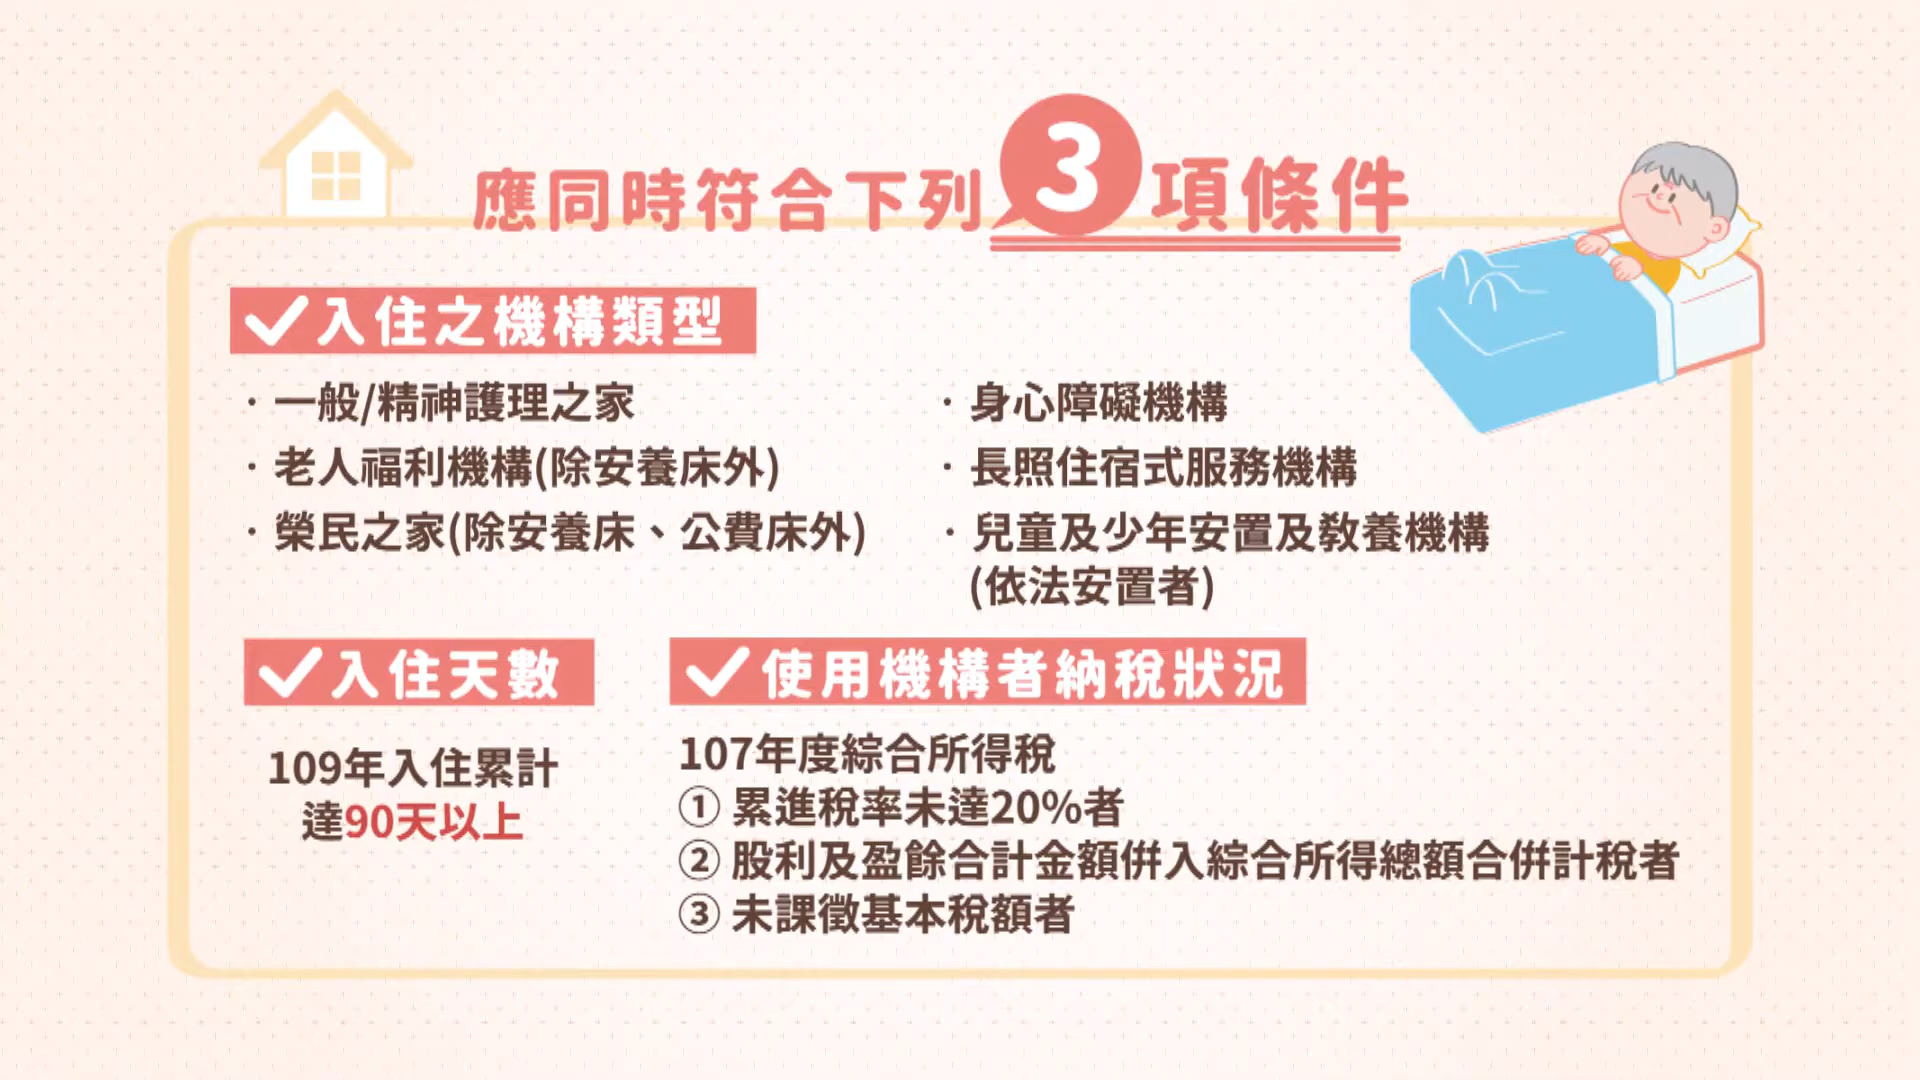 應同時符合下列3項條件
入住之機構類型
· 一般/精神護理之家
· 老人福利機構(除安養床外)
· 榮民之家(除安養床、公費床外)
· 身心障礙機構
· 長照住宿式服務機構
· 兒童及少年安置及教養機構
(依法安置者)
入住天數
109年入住累計
達90天以上
使用機構者納稅狀況
107年度綜合所得稅
① 累進稅率未達20%者
② 股利及盈餘合計金額併入綜合所得總額合併計稅者
③ 未課徵基本稅額者